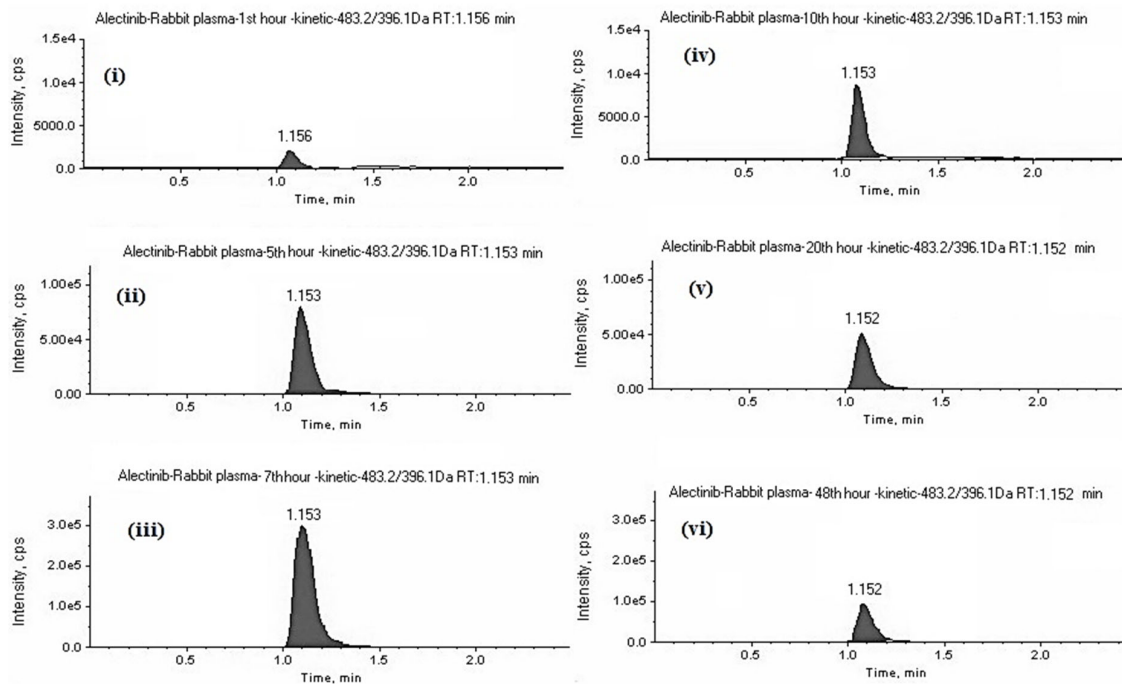 Alectinib-Rabbit plasma-1st hour -kinetic-483.2/396.1Da RT:1.156 min
1.5e4
(i)
1.0e4
Intensity, cps
5000.0
1.156
0.0
0.5
1.0
1.5
2.0
Time, min
Alectinib-Rabbit plasma-5th hour -kinetic-483.2/396.1Da RT:1.153 min
1.00e5
(ii)
1.153
Intensity, cps
5.00e4
0.00
0.5
1.0
1.5
2.0
Time, min
Alectinib-Rabbit plasma-7thhour -kinetic-483.2/396.1Da RT:1.153 min
3.0e5
(iii)
1.153
Intensity, cps
2.0e5
1.0e5
0.0
0.5
1.0
1.5
2.0
Time, min
Alectinib-Rabbit plasma-10th hour -kinetic-483.2/396.1Da RT:1.153 min
1.5e4
(iv)
1.0e4
1.153
Intensity, cps
5000.0
0.0
0.5
1.0
1.5
2.0
Time, min
Alectinib-Rabbit plasma-20th hour -kinetic-483.2/396.1Da RT:1.152 min
1.00e5
(v)
1.152
Intensity, cps
5.00e4
0.00
0.5
1.0
1.5
2.0
Time, min
Alectinib-Rabbit plasma- 48th hour -kinetic-483.2/396.1Da RT:1.152 min
3.0e5
(vi)
Intensity, cps
2.0e5
1.0e5
1.152
0.0
0.5
1.0
1.5
2.0
Time, min